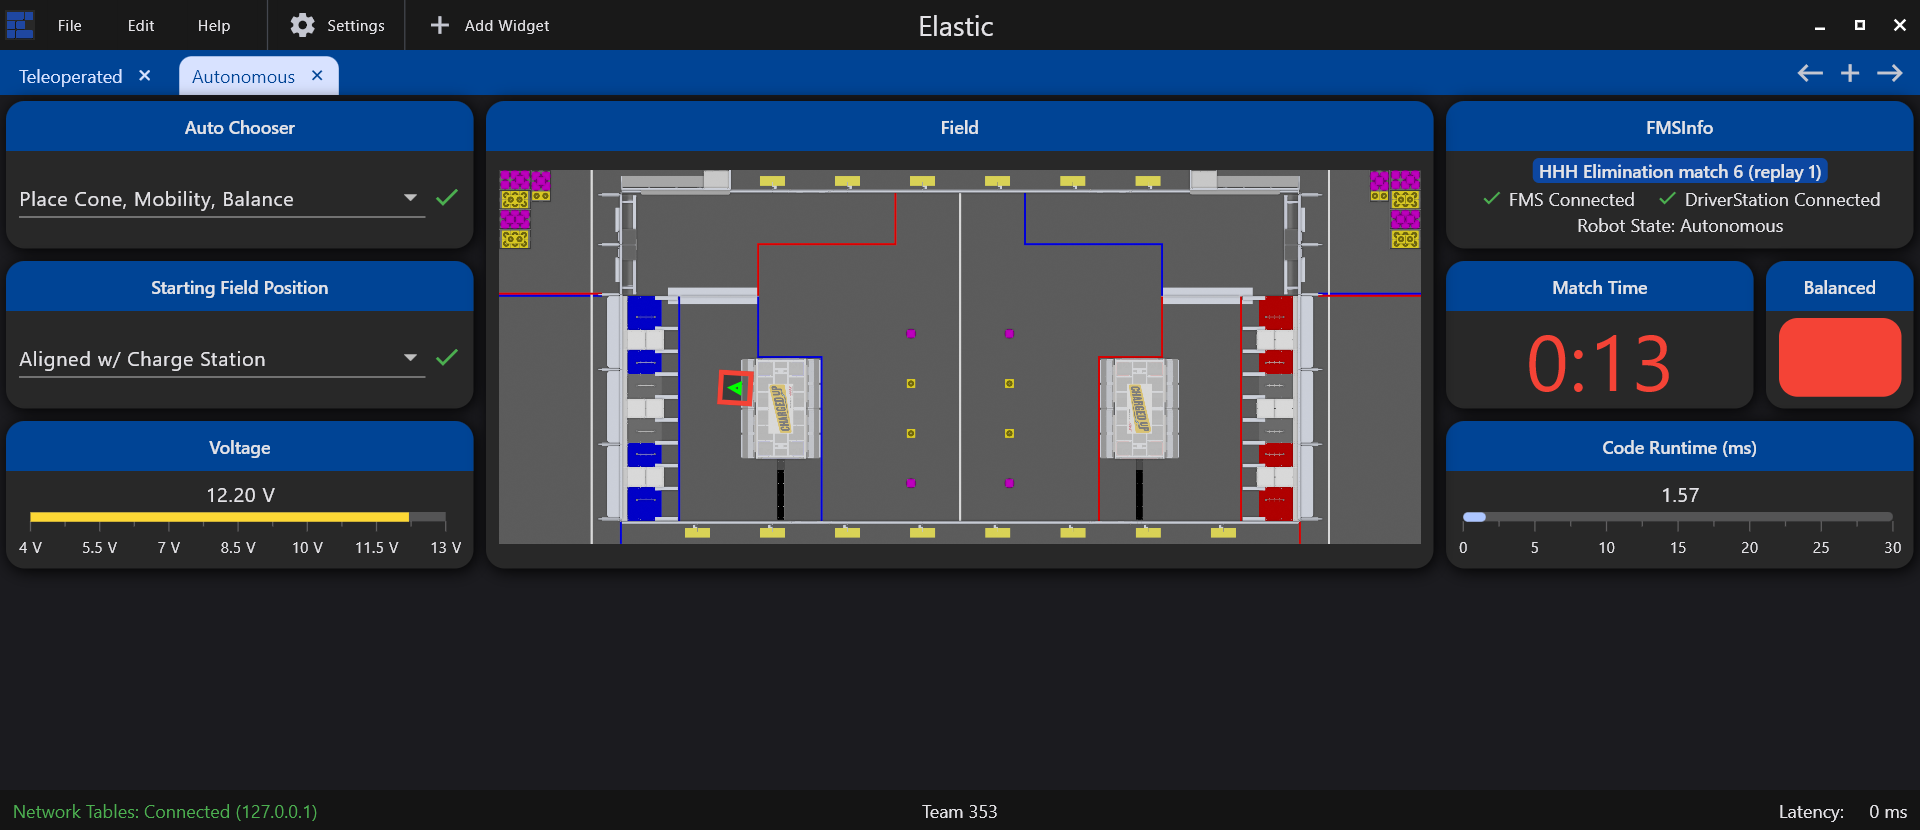 File Edit Help Settings Add Widget Elastic
Teleoperated Autonomous
Auto Chooser
Place Cone, Mobility, Balance
Starting Field Position
Aligned w/ Charge Station
Voltage
12.20 V
4 V 5.5 V 7 V 8.5 V 10 V 11.5 V 13 V
Field
CHARGED UP
CHARGED UP
FMSInfo
HHH Elimination match 6 (replay 1)
FMS Connected DriverStation Connected
Robot State: Autonomous
Match Time
0:13
Balanced
Code Runtime (ms)
1.57
0 5 10 15 20 25 30
Network Tables: Connected (127.0.0.1) Team 353 Latency: 0 ms